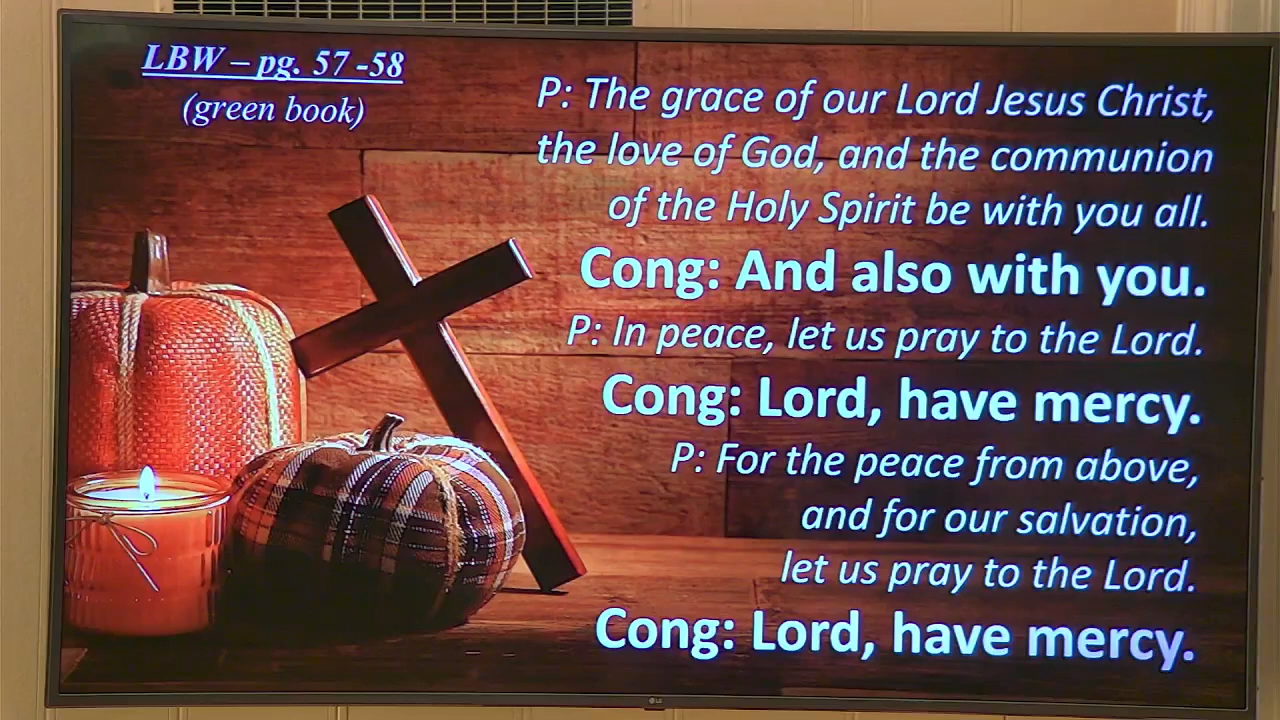 LBW – pg. 57 -58
(green book)
P: The grace of our Lord Jesus Christ,
the love of God, and the communion
of the Holy Spirit be with you all.
Cong: And also with you.
P: In peace, let us pray to the Lord.
Cong: Lord, have mercy.
P: For the peace from above,
and for our salvation,
let us pray to the Lord.
Cong: Lord, have mercy.
LG